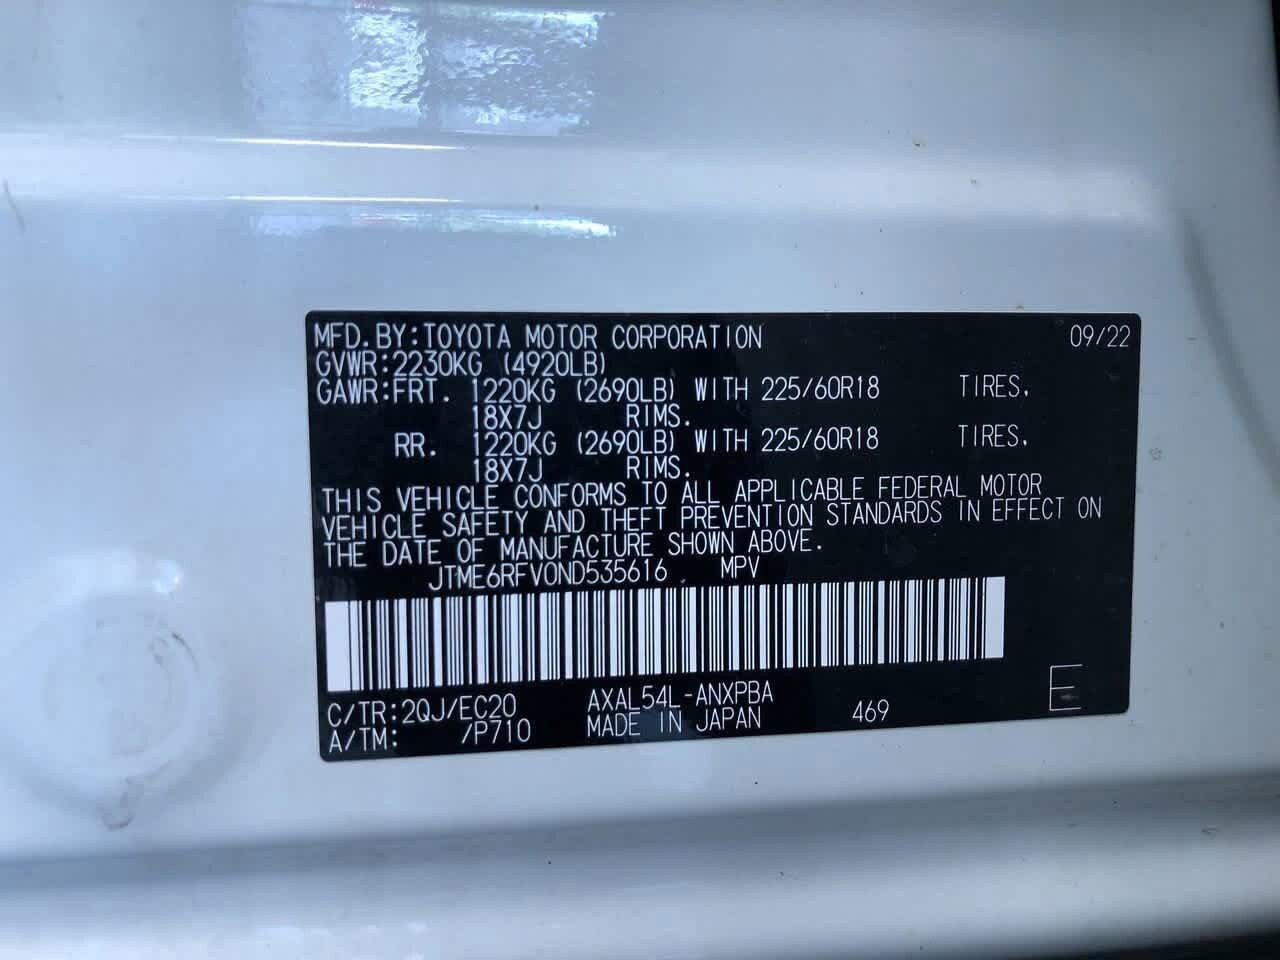 MFD. BY: TOYOTA MOTOR CORPORATION 09/22
GVWR: 2230KG (4920LB)
GAWR: FRT. 1220KG (2690LB) WITH 225/60R18 TIRES,
18X7J RIMS.
RR. 1220KG (2690LB) WITH 225/60R18 TIRES,
18X7J RIMS.
THIS VEHICLE CONFORMS TO ALL APPLICABLE FEDERAL MOTOR
VEHICLE SAFETY AND THEFT PREVENTION STANDARDS IN EFFECT ON
THE DATE OF MANUFACTURE SHOWN ABOVE.
JTME6RFV0ND535616 MPV
C/TR: 2QJ/EC20 AXAL54L-ANXPBA
A/TM: /P710 MADE IN JAPAN 469 E